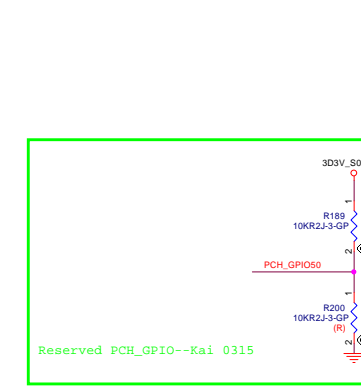 3D3V_S0
1
R189
10KR2J-3-GP
2
PCH_GPIO50
1
R200
10KR2J-3-GP
(R)
2
Reserved PCH_GPIO--Kai 0315